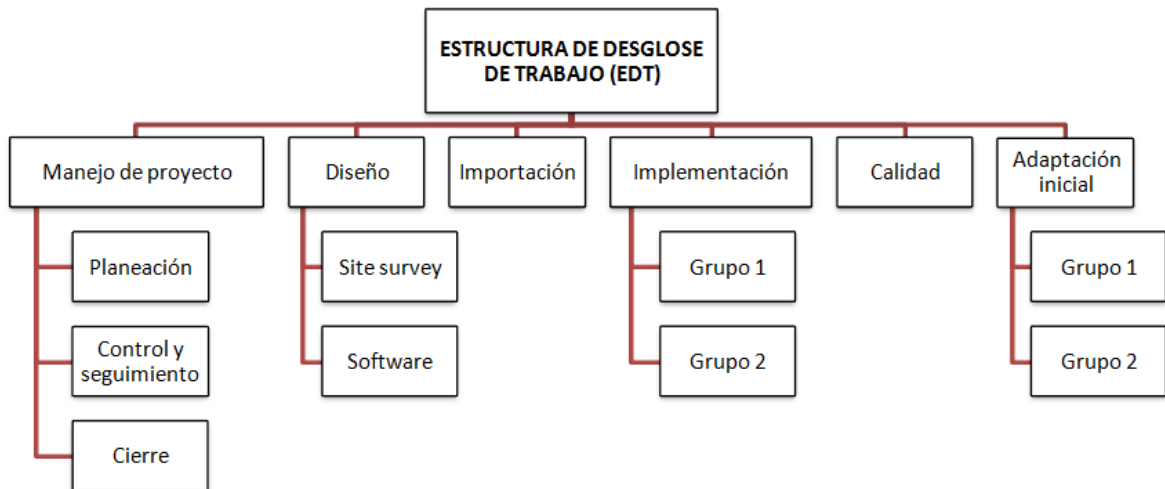 ESTRUCTURA DE DESGLOSE
DE TRABAJO (EDT)
Manejo de proyecto
Diseño
Importación
Implementación
Calidad
Adaptación
inicial
Planeación
Site survey
Grupo 1
Grupo 1
Control y
seguimiento
Software
Grupo 2
Grupo 2
Cierre